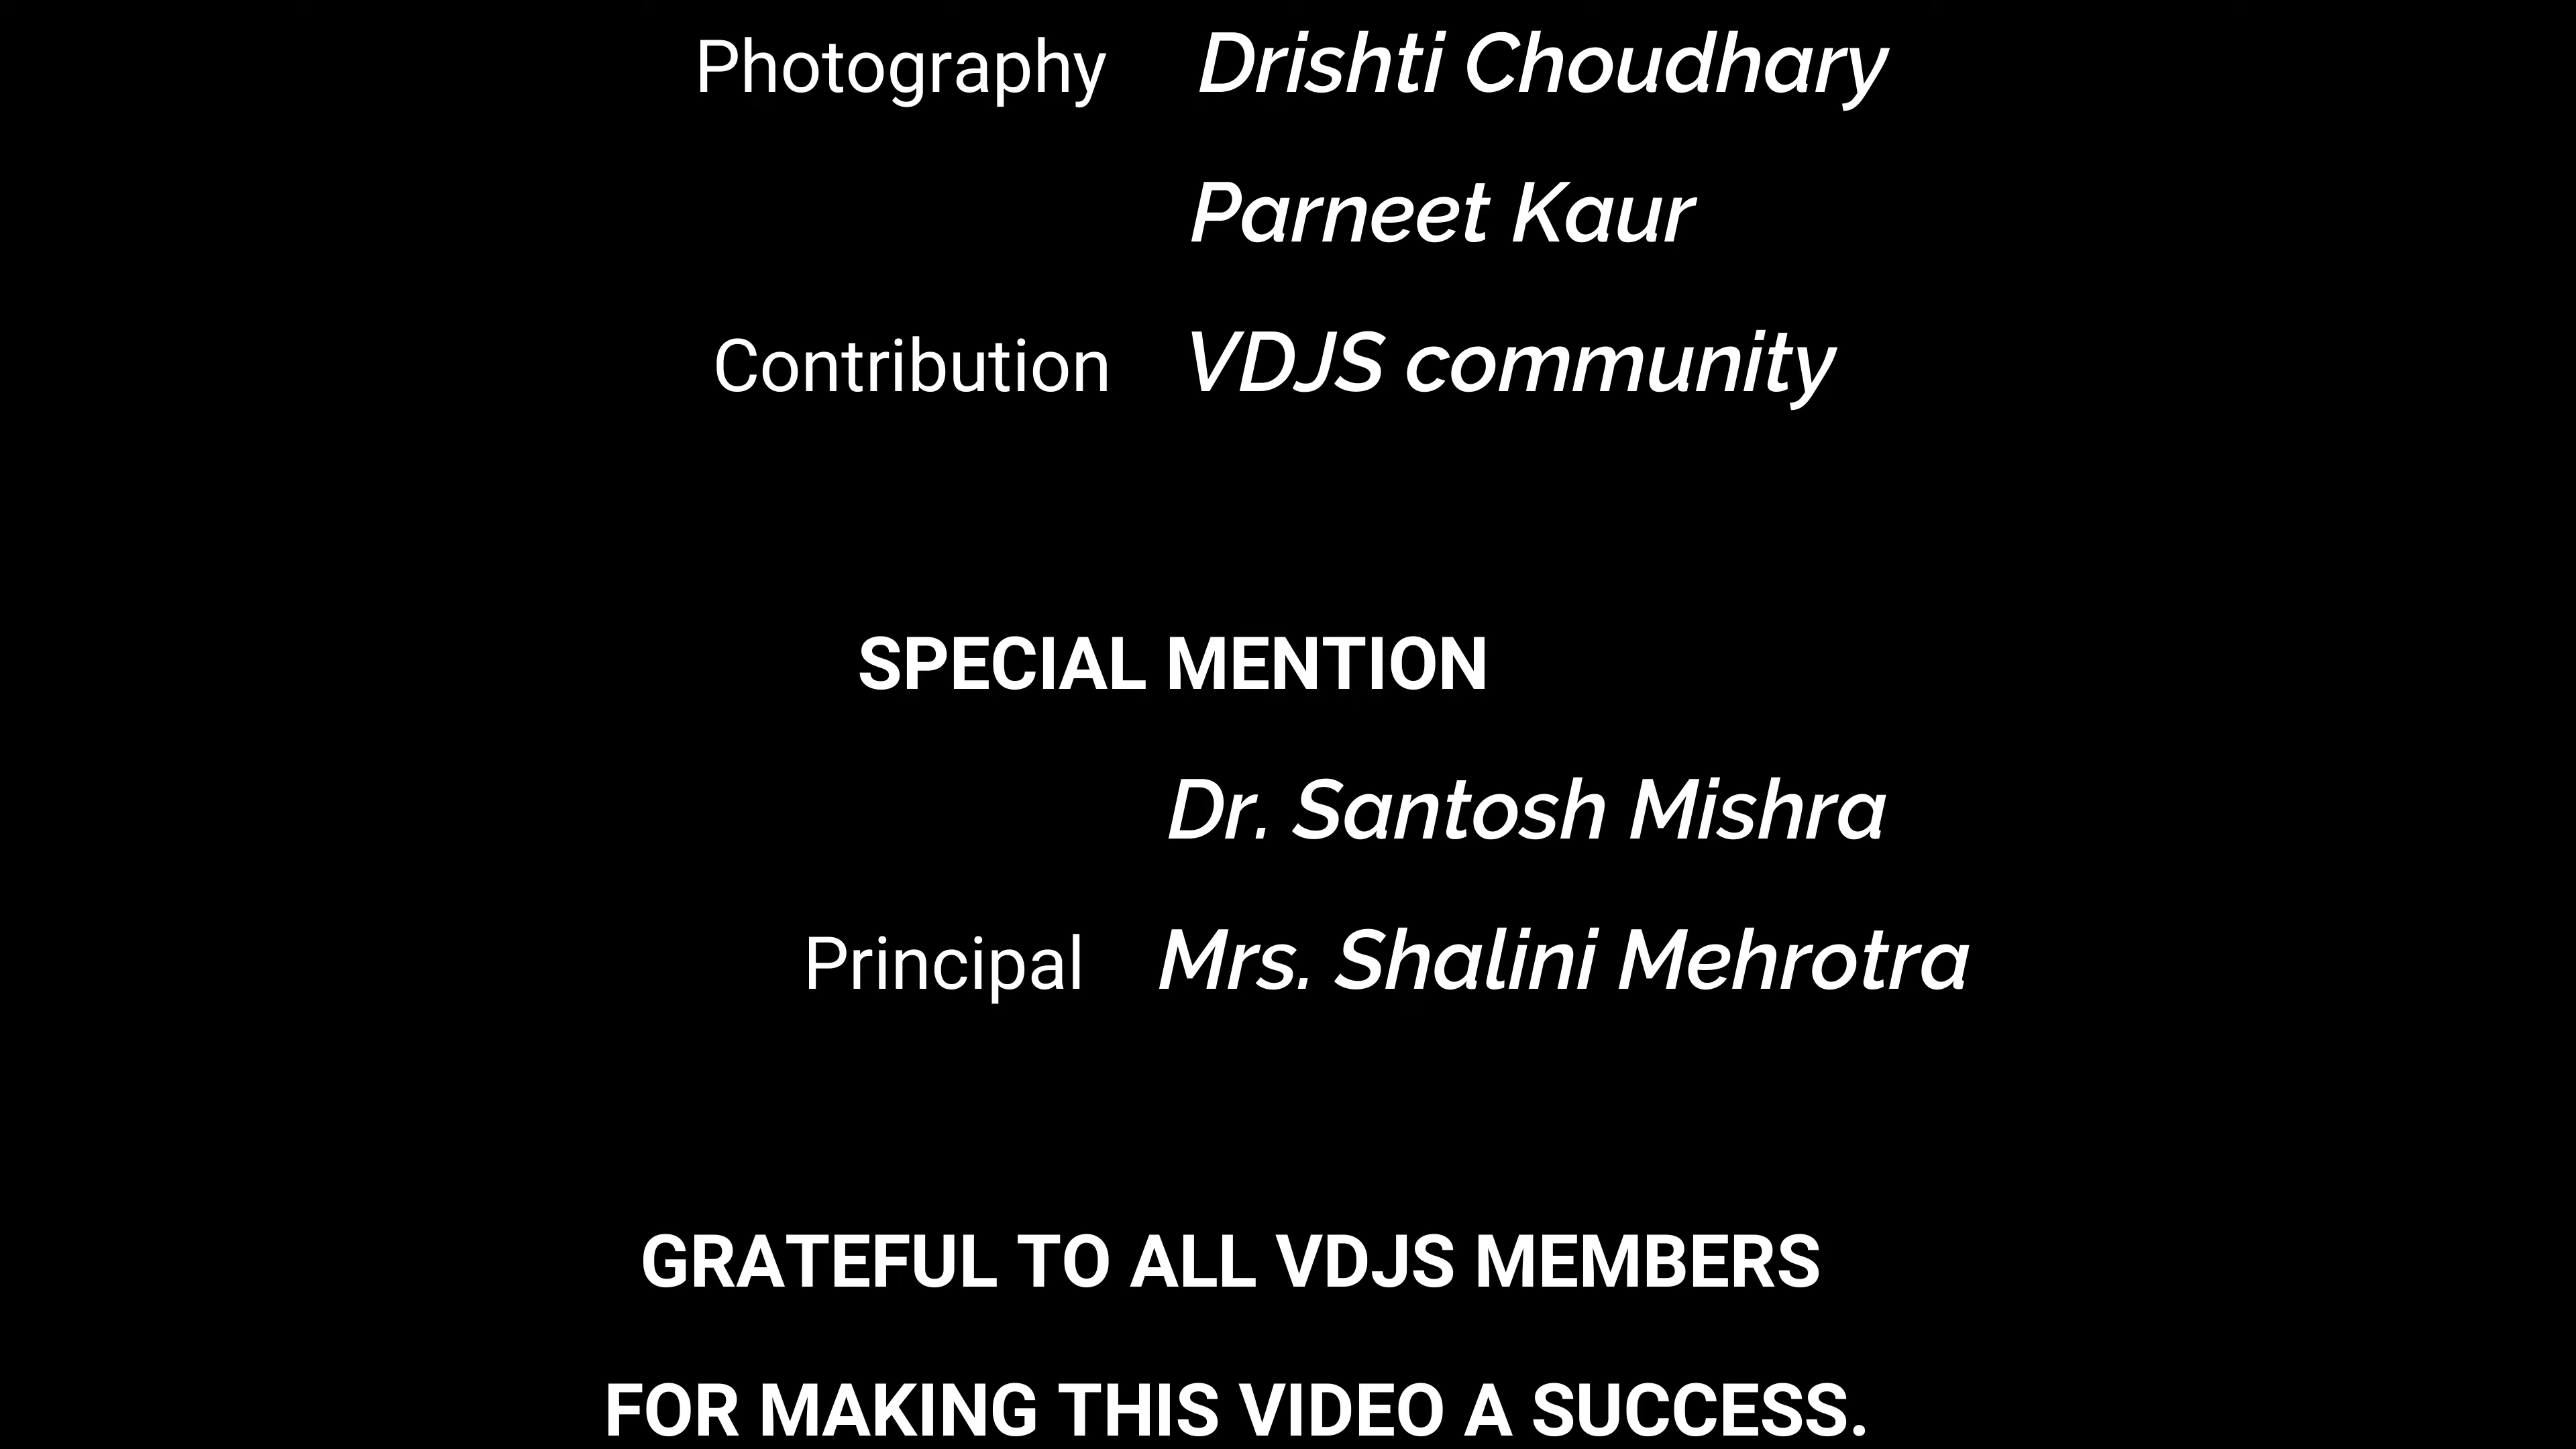 Photography Drishti Choudhary
Parneet Kaur
Contribution VDJS community
SPECIAL MENTION
Dr. Santosh Mishra
Principal Mrs. Shalini Mehrotra
GRATEFUL TO ALL VDJS MEMBERS
FOR MAKING THIS VIDEO A SUCCESS.